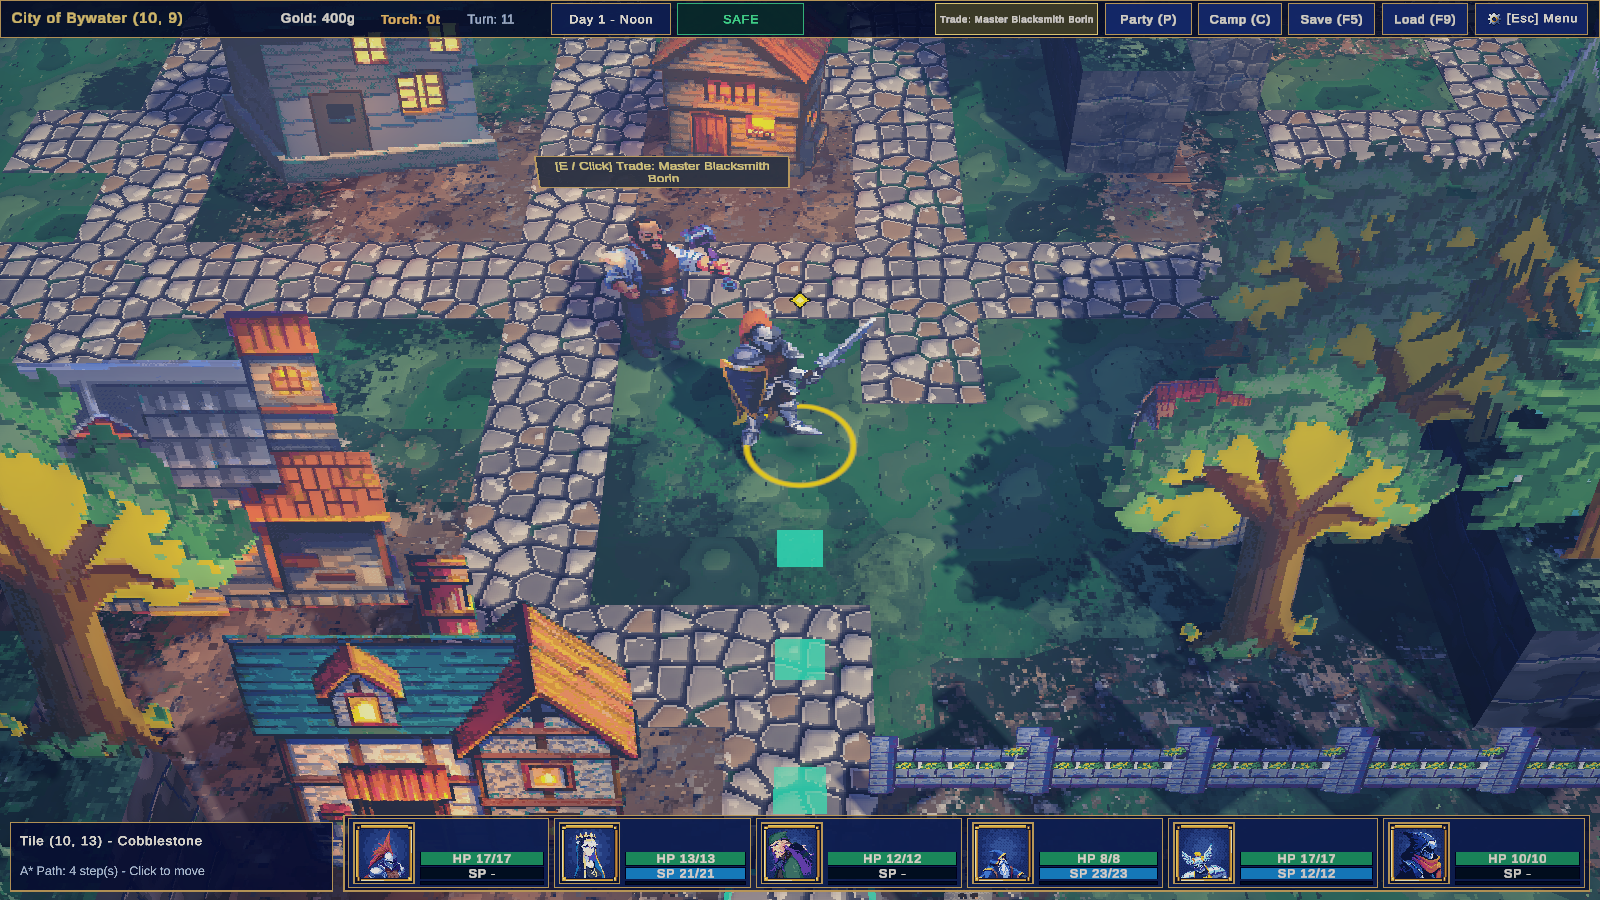 City of Bywater (10, 9)
Gold: 400g
Torch: 0t
Turn: 11
Day 1 - Noon
SAFE
Trade: Master Blacksmith Borin
Party (P)
Camp (C)
Save (F5)
Load (F9)
[Esc] Menu
[E / Click] Trade: Master Blacksmith
Borin
Tile (10, 13) - Cobblestone
A* Path: 4 step(s) - Click to move
HP 17/17
SP -
HP 13/13
SP 21/21
HP 12/12
SP -
HP 8/8
SP 23/23
HP 17/17
SP 12/12
HP 10/10
SP -